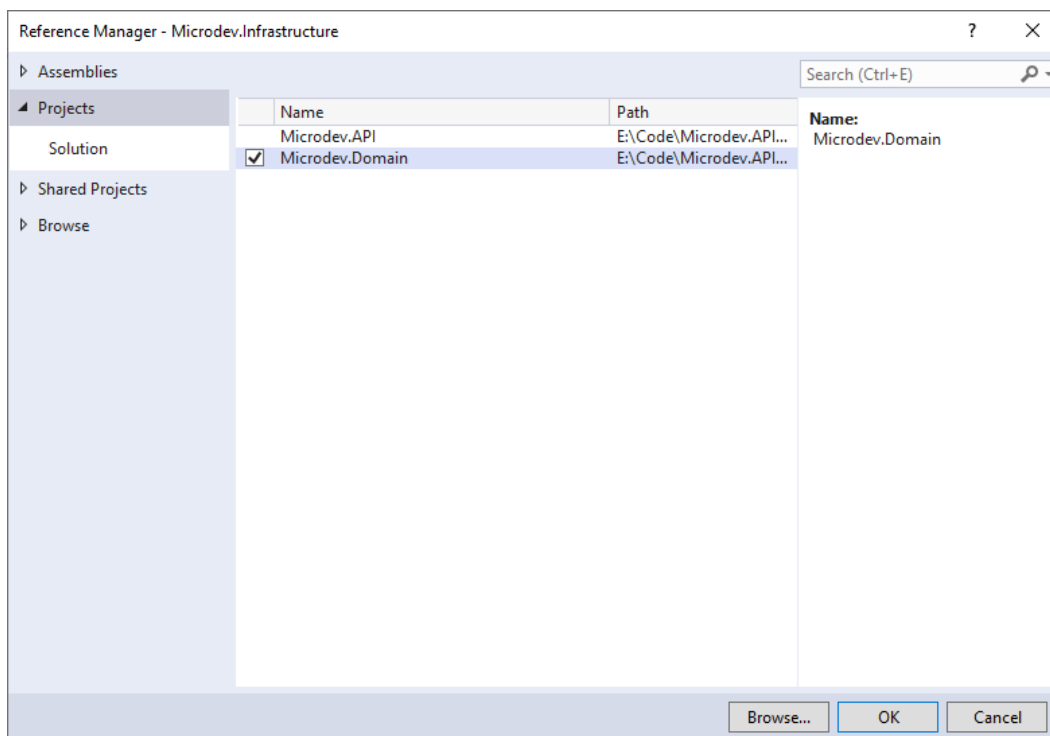 Reference Manager - Microdev.Infrastructure
?
Assemblies
Search (Ctrl+E)
Projects
Solution
Shared Projects
Browse
Name Path
Microdev.API E:\Code\Microdev.API...
Microdev.Domain E:\Code\Microdev.API...
Name:
Microdev.Domain
Browse... OK Cancel